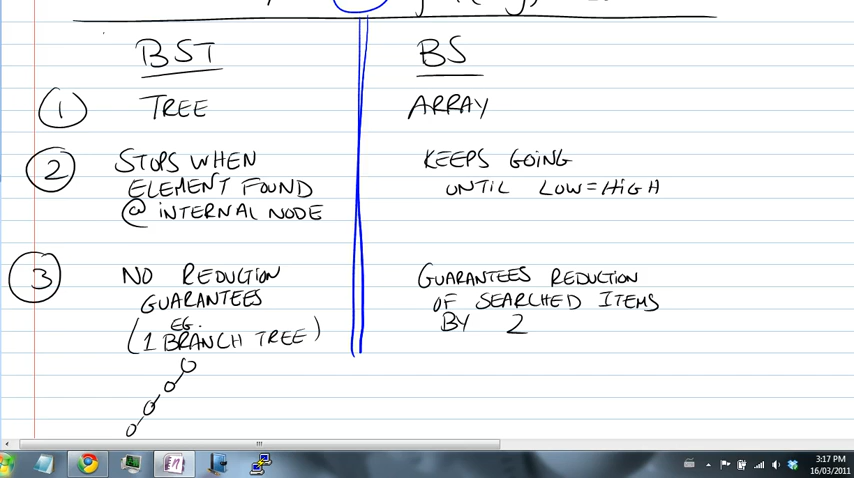 BST
BS
1
TREE
ARRAY
2
STOPS WHEN
ELEMENT FOUND
@ INTERNAL NODE
KEEPS GOING
UNTIL LOW=HIGH
3
NO REDUCTION
GUARANTEES
(EG.
1 BRANCH TREE)
GUARANTEES REDUCTION
OF SEARCHED ITEMS
BY 2
3:17 PM
16/03/2011